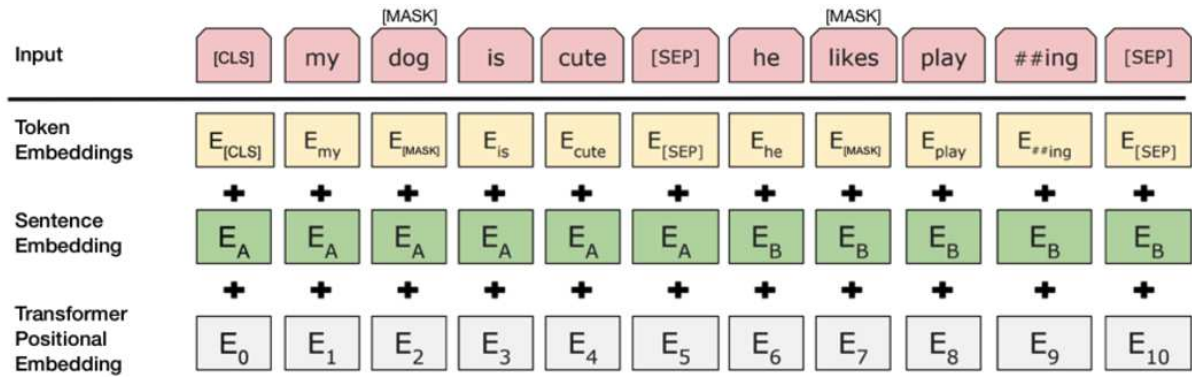 [MASK] [MASK]
Input [CLS] my dog is cute [SEP] he likes play ##ing [SEP]
Token Embeddings E[CLS] Emy E[MASK] Eis Ecute E[SEP] Ehe E[MASK] Eplay E##ing E[SEP]
+ + + + + + + + + + +
Sentence Embedding EA EA EA EA EA EA EB EB EB EB EB
+ + + + + + + + + + +
Transformer Positional Embedding E0 E1 E2 E3 E4 E5 E6 E7 E8 E9 E10